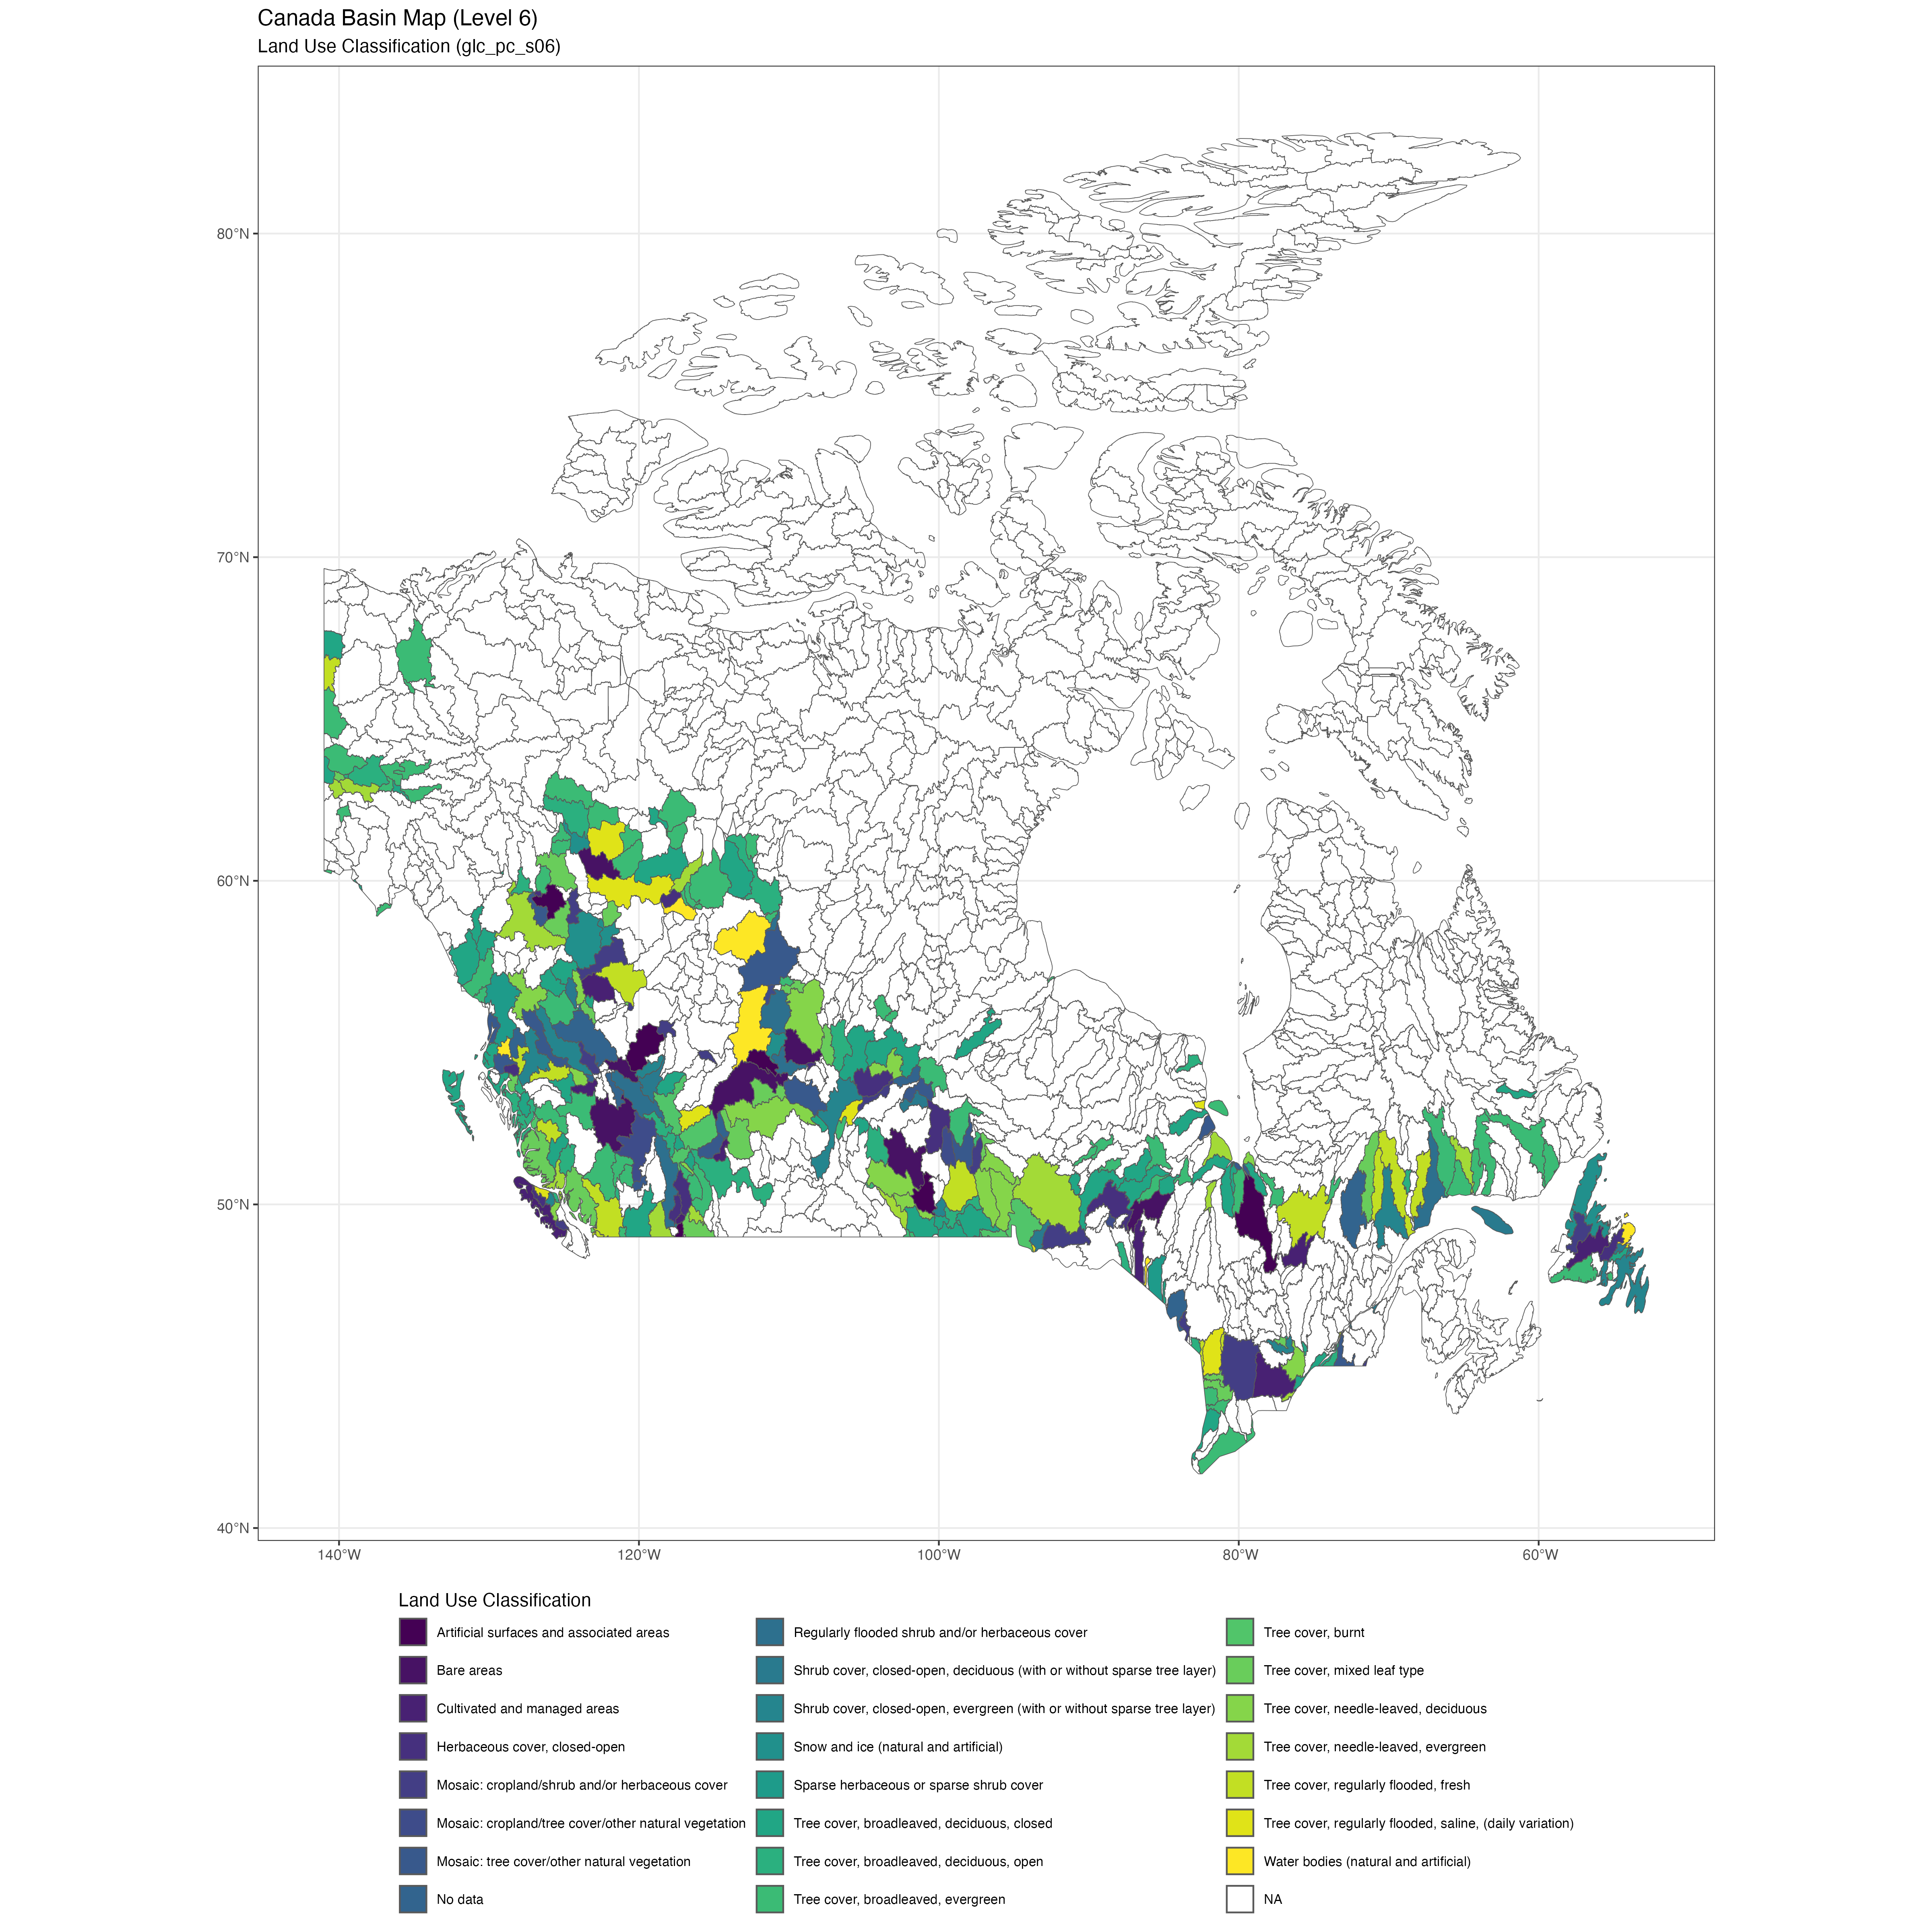 Canada Basin Map (Level 6)
Land Use Classification (glc_pc_s06)
80°N
70°N
60°N
50°N
40°N
140°W
120°W
100°W
80°W
60°W
Land Use Classification
Artificial surfaces and associated areas
Bare areas
Cultivated and managed areas
Herbaceous cover, closed-open
Mosaic: cropland/shrub and/or herbaceous cover
Mosaic: cropland/tree cover/other natural vegetation
Mosaic: tree cover/other natural vegetation
No data
Regularly flooded shrub and/or herbaceous cover
Shrub cover, closed-open, deciduous (with or without sparse tree layer)
Shrub cover, closed-open, evergreen (with or without sparse tree layer)
Snow and ice (natural and artificial)
Sparse herbaceous or sparse shrub cover
Tree cover, broadleaved, deciduous, closed
Tree cover, broadleaved, deciduous, open
Tree cover, broadleaved, evergreen
Tree cover, burnt
Tree cover, mixed leaf type
Tree cover, needle-leaved, deciduous
Tree cover, needle-leaved, evergreen
Tree cover, regularly flooded, fresh
Tree cover, regularly flooded, saline, (daily variation)
Water bodies (natural and artificial)
NA